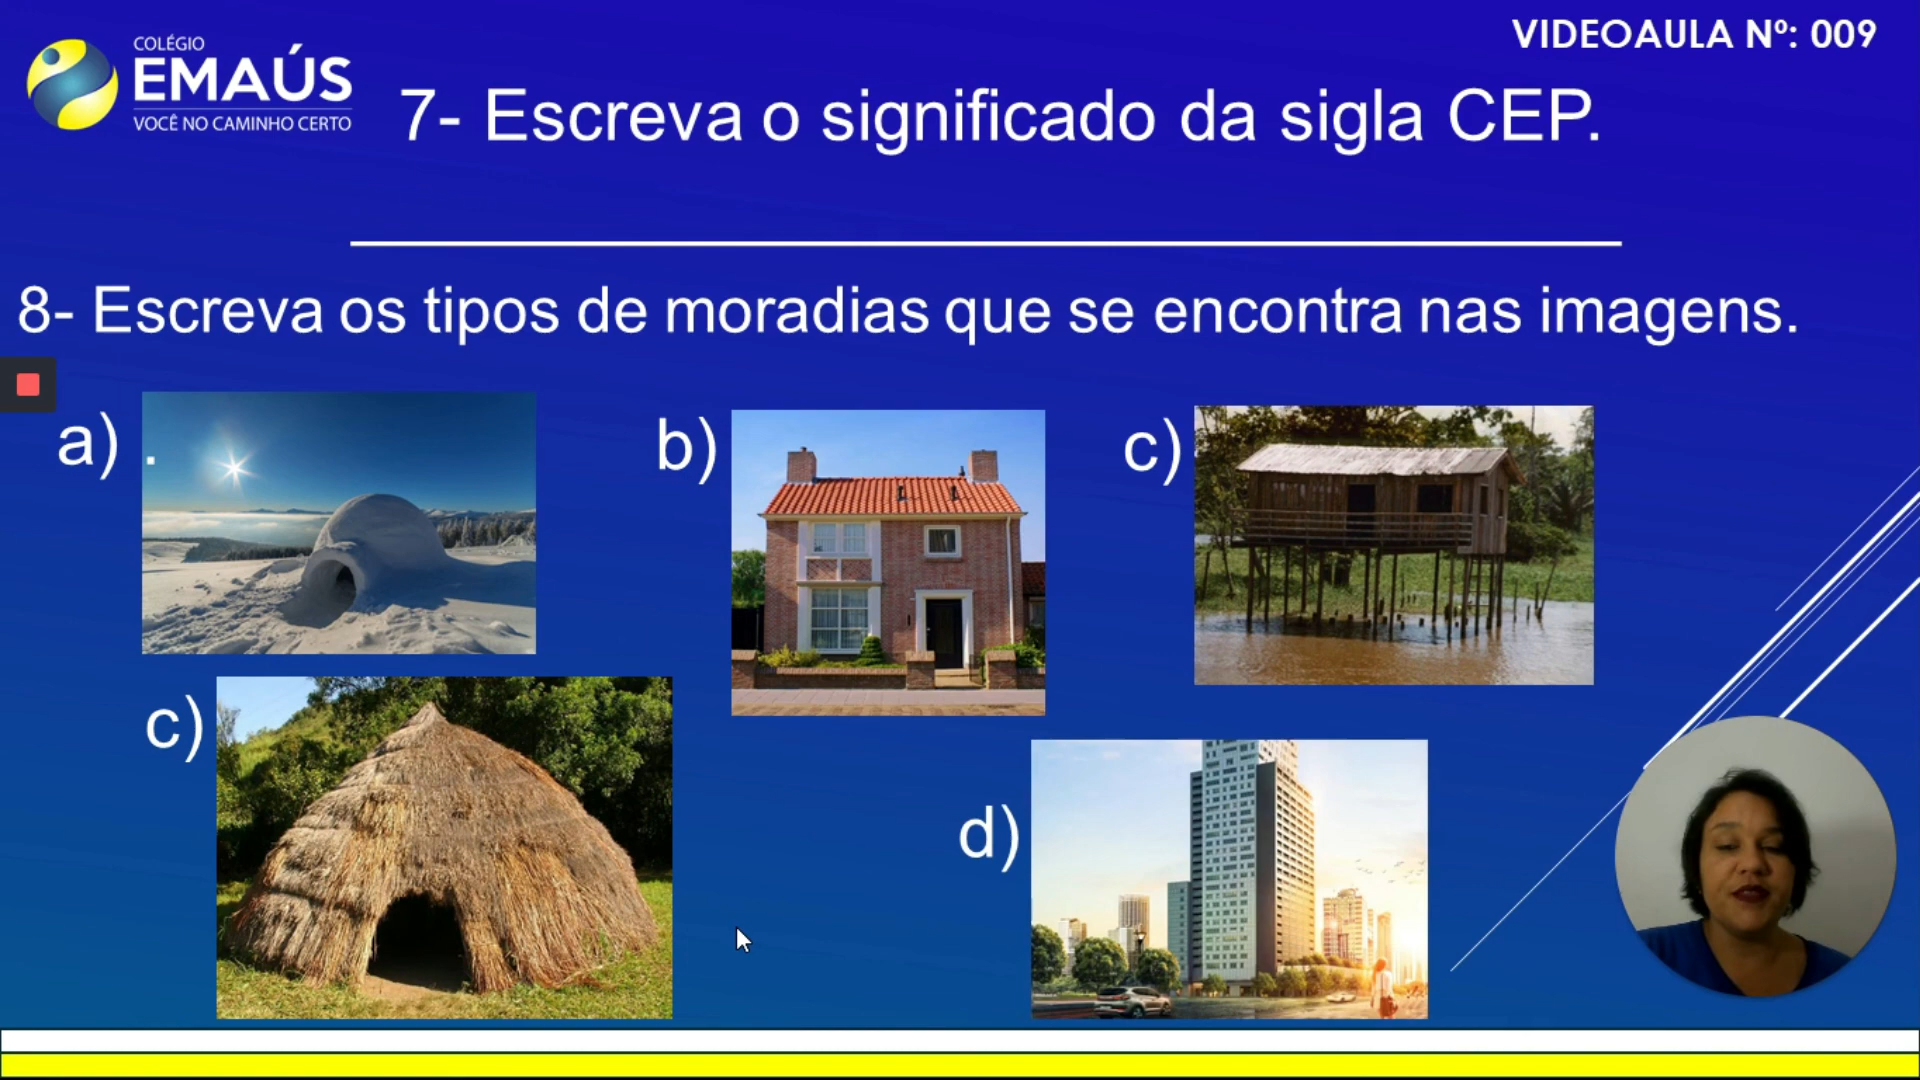 COLÉGIO
EMAÚS
VOCÊ NO CAMINHO CERTO
VIDEOAULA Nº: 009
7- Escreva o significado da sigla CEP.
8- Escreva os tipos de moradias que se encontra nas imagens.
a) .
b)
c)
c)
d)